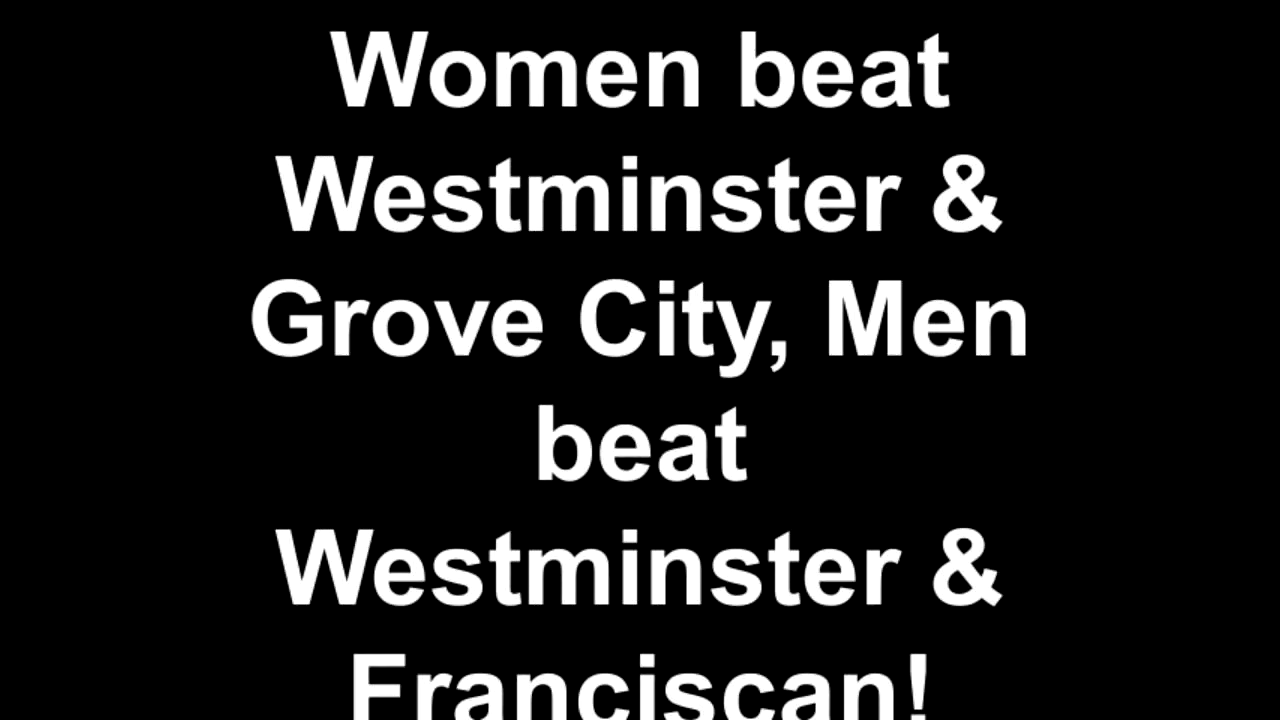 Women beat
Westminster &
Grove City, Men
beat
Westminster &
Franciscan!